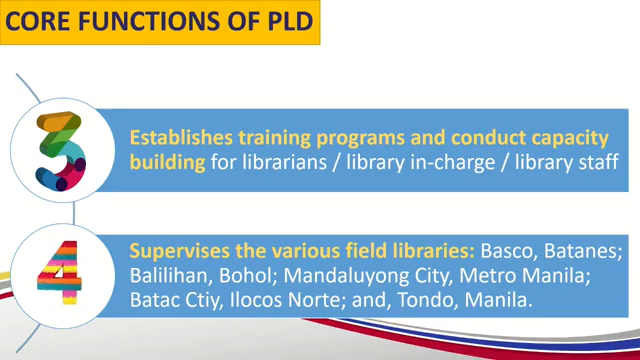 CORE FUNCTIONS OF PLD
3
Establishes training programs and conduct capacity
building for librarians / library in-charge / library staff
4
Supervises the various field libraries: Basco, Batanes;
Balilihan, Bohol; Mandaluyong City, Metro Manila;
Batac Ctiy, Ilocos Norte; and, Tondo, Manila.